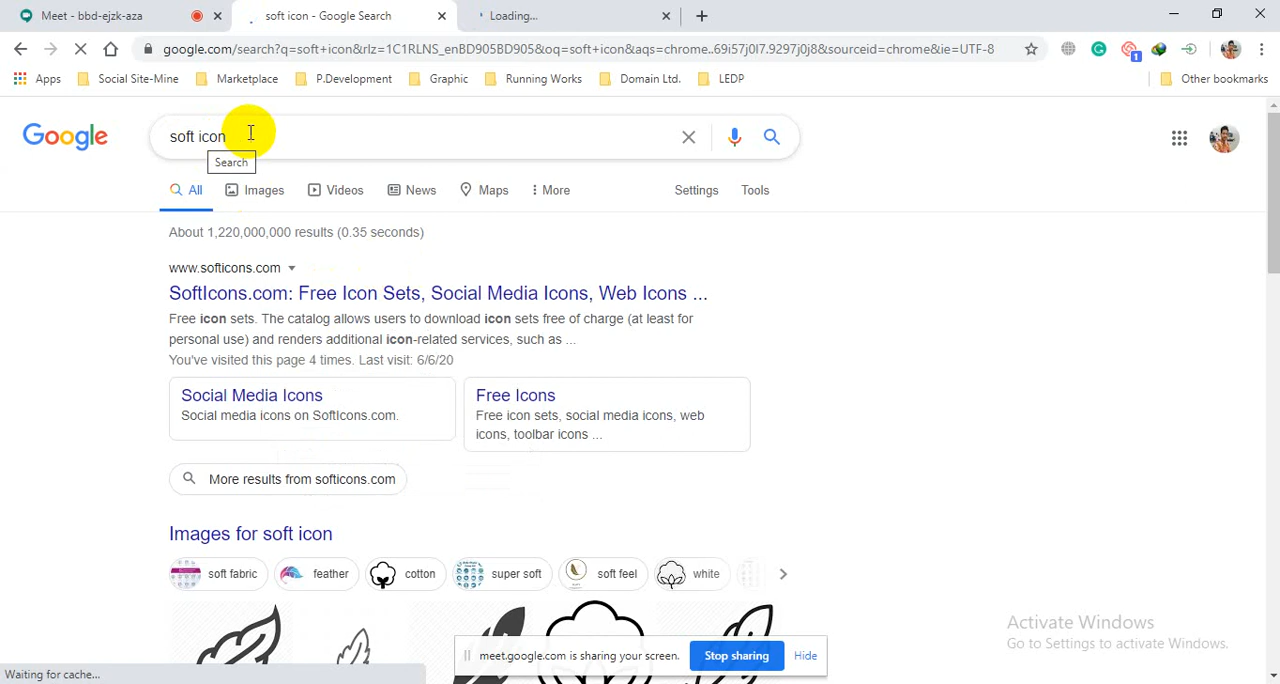 Meet - bbd-ejzk-aza
soft icon - Google Search
Loading...
google.com/search?q=soft+icon&rlz=1C1RLNS_enBD905BD905&oq=soft+icon&aqs=chrome..69i57j0l7.9297j0j8&sourceid=chrome&ie=UTF-8
1
Apps
Social Site-Mine
Marketplace
P.Development
Graphic
Running Works
Domain Ltd.
LEDP
Other bookmarks
Google
soft icon
Search
All
Images
Videos
News
Maps
More
Settings
Tools
About 1,220,000,000 results (0.35 seconds)
www.softicons.com
SoftIcons.com: Free Icon Sets, Social Media Icons, Web Icons ...
Free icon sets. The catalog allows users to download icon sets free of charge (at least for
personal use) and renders additional icon-related services, such as ...
You've visited this page 4 times. Last visit: 6/6/20
Social Media Icons
Social media icons on SoftIcons.com.
Free Icons
Free icon sets, social media icons, web
icons, toolbar icons ...
More results from softicons.com
Images for soft icon
soft fabric
feather
cotton
super soft
soft feel
white
Activate Windows
Go to Settings to activate Windows.
meet.google.com is sharing your screen.
Stop sharing
Hide
Waiting for cache...